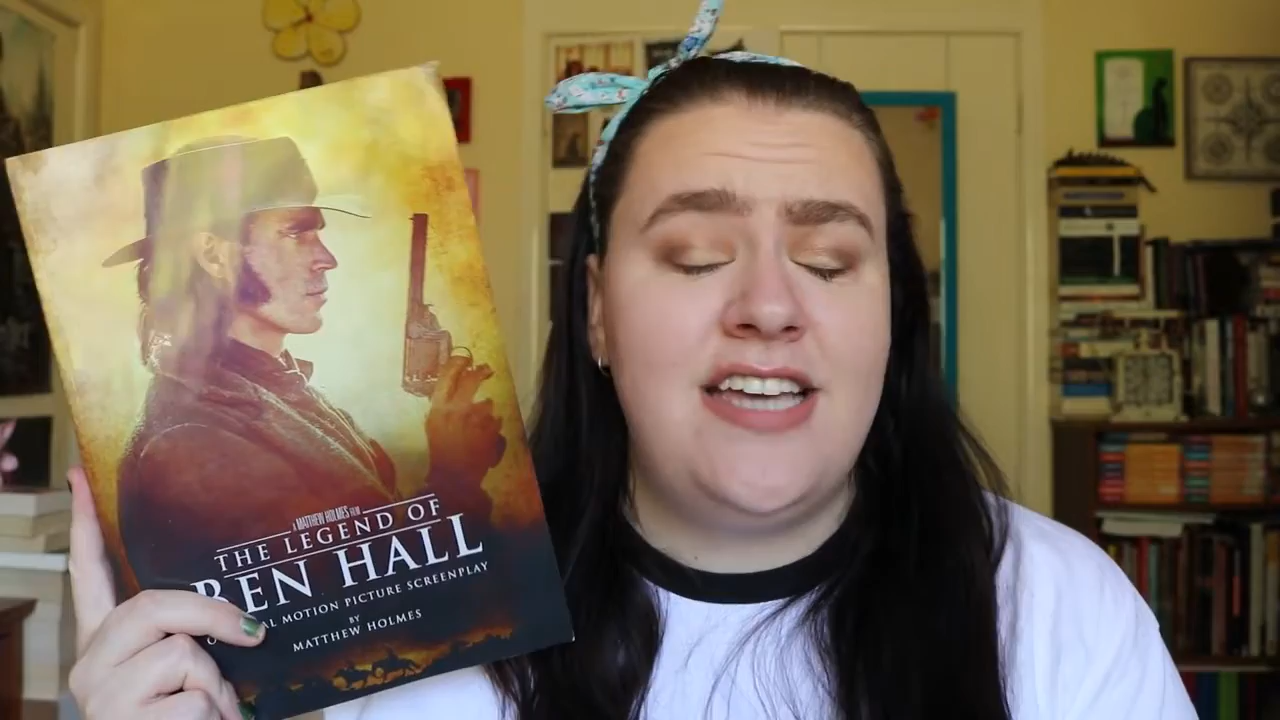 A MATTHEW HOLMES FILM
THE LEGEND OF
BEN HALL
MOTION PICTURE SCREENPLAY
BY
MATTHEW HOLMES